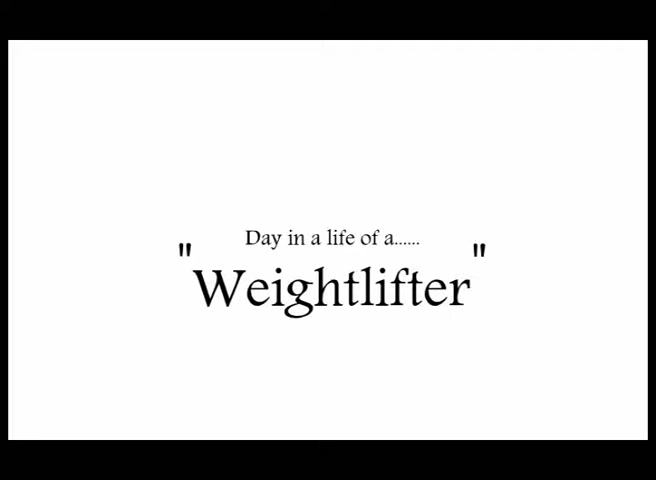 Day in a life of a......
"Weightlifter"